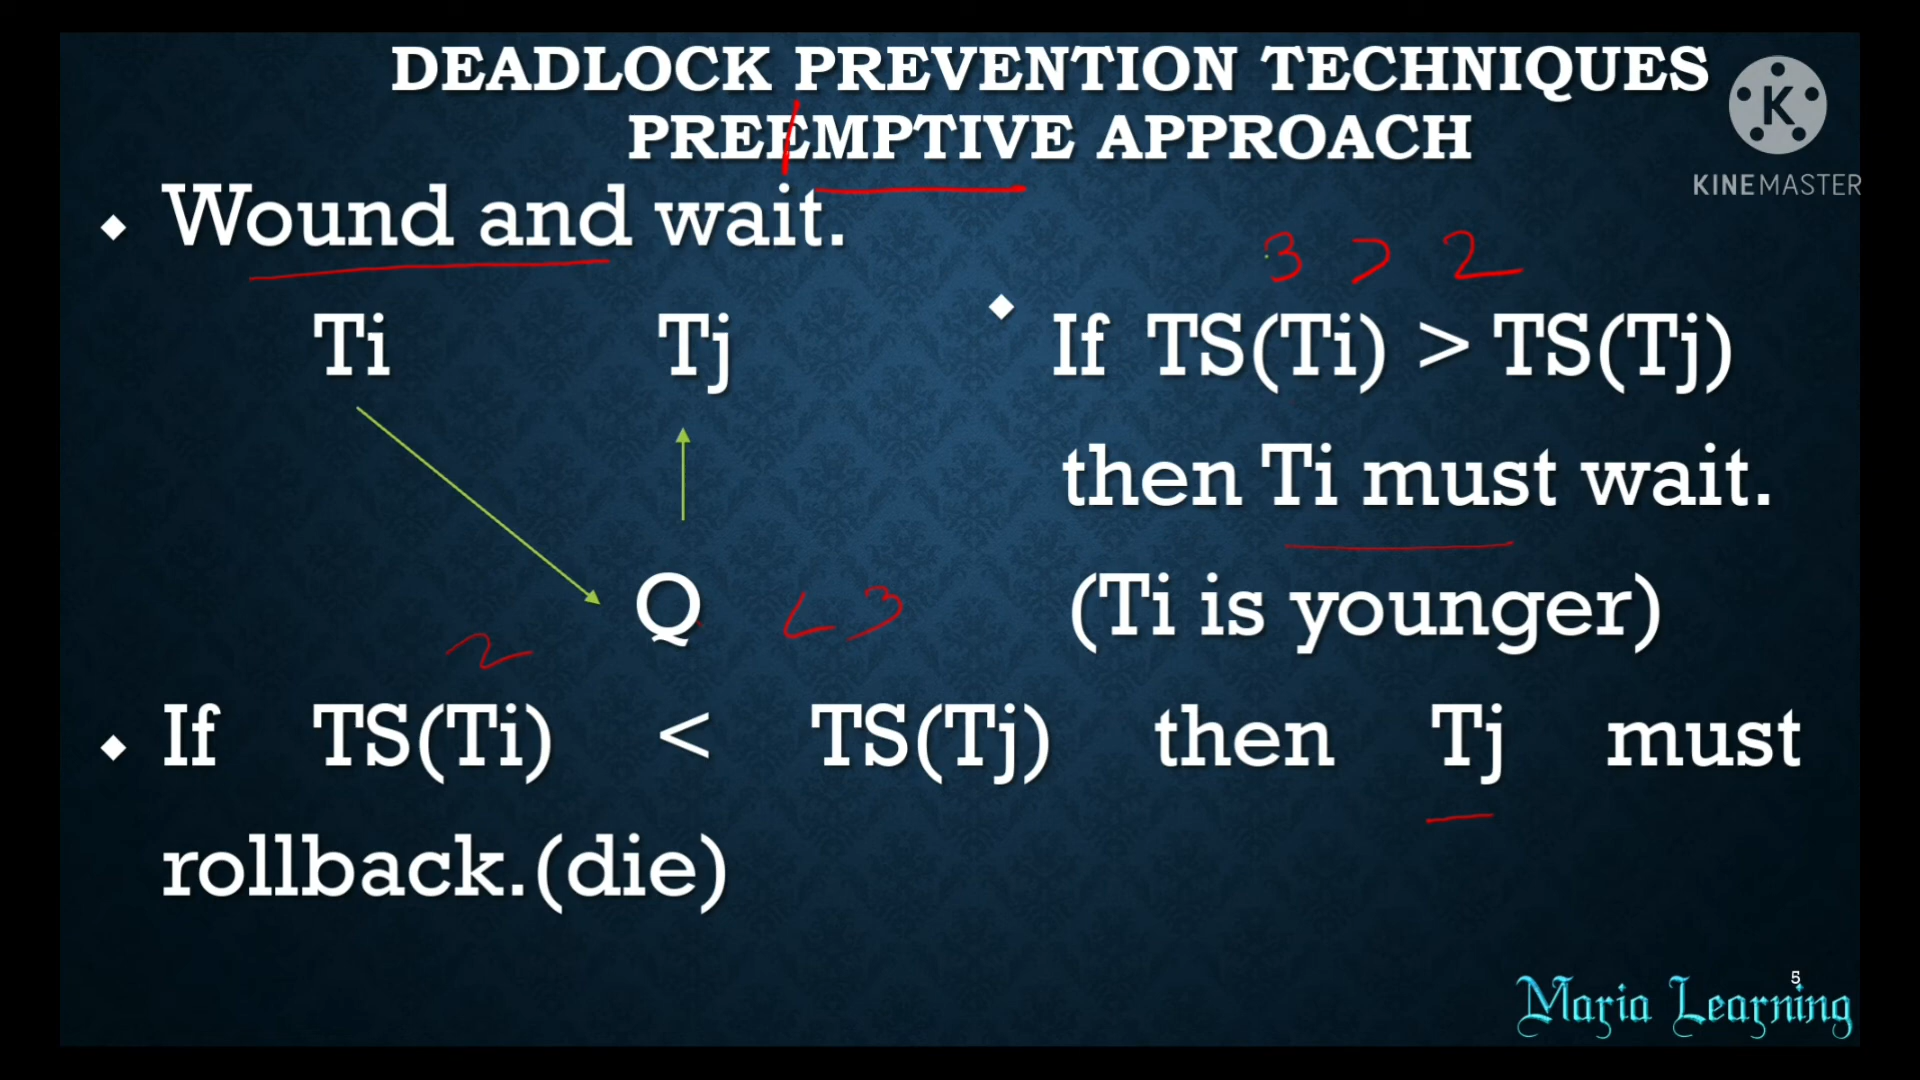 DEADLOCK PREVENTION TECHNIQUES
PREEMPTIVE APPROACH
K
KINEMASTER
Wound and wait.
3 > 2
Ti Tj
If TS(Ti) > TS(Tj)
then Ti must wait.
Q < 3
(Ti is younger)
2
If TS(Ti) < TS(Tj) then Tj must
rollback.(die)
5
Maria Learning